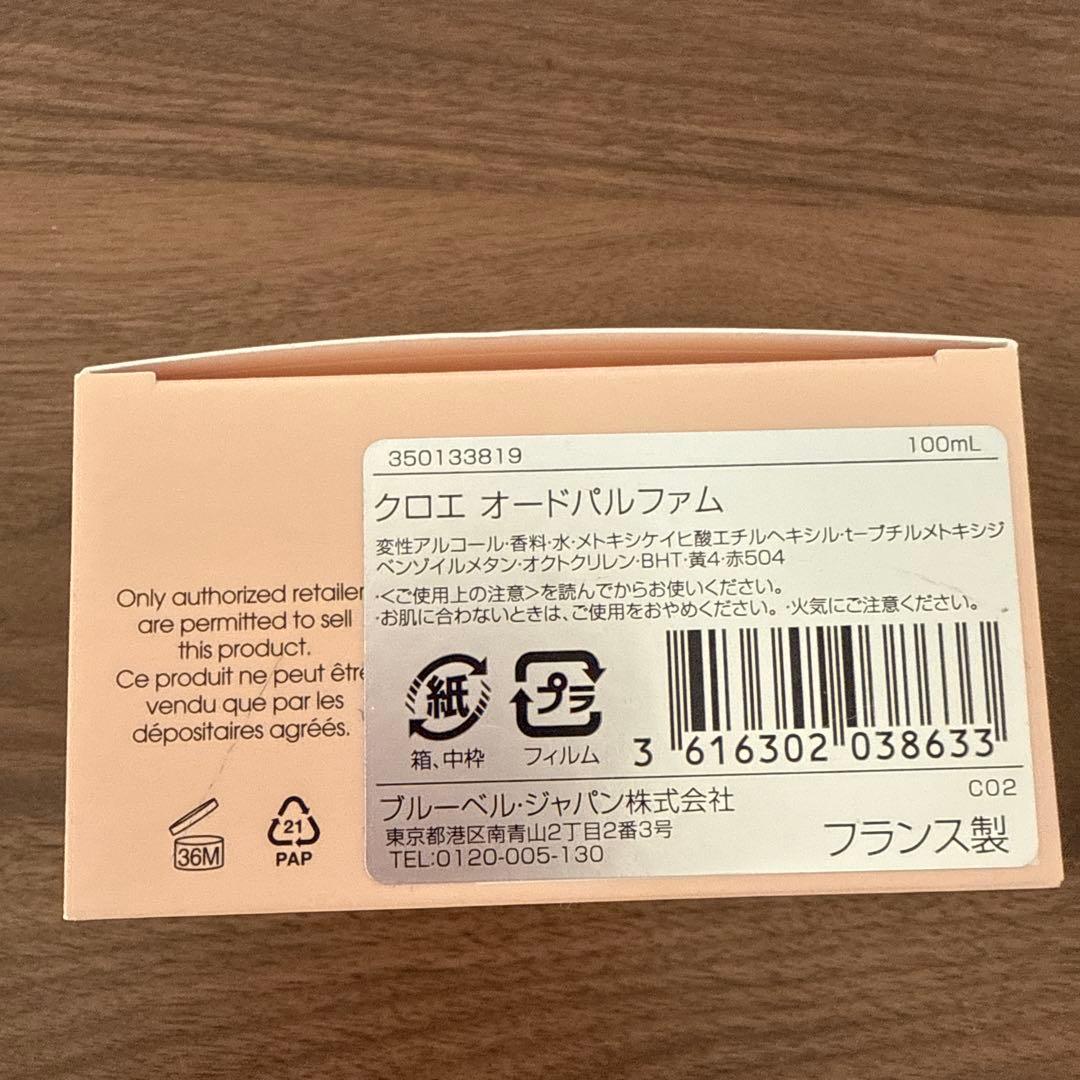 350133819
100mL
クロエ オードパルファム
変性アルコール・香料・水・メトキシケイヒ酸エチルヘキシル・t-ブチルメトキシジ
ベンゾイルメタン・オクトクリレン・BHT・黄4・赤504
・<ご使用上の注意>を読んでからお使いください。
・お肌に合わないときは、ご使用をおやめください。・火気にご注意ください。
紙
箱、中枠
プラ
フィルム
3 616302 038633
ブルーベル・ジャパン株式会社
東京都港区南青山2丁目2番3号
TEL:0120-005-130
C02
フランス製
Only authorized retailer
are permitted to sell
this product.
Ce produit ne peut être
vendu que par les
dépositaires agréés.
36M
21
PAP